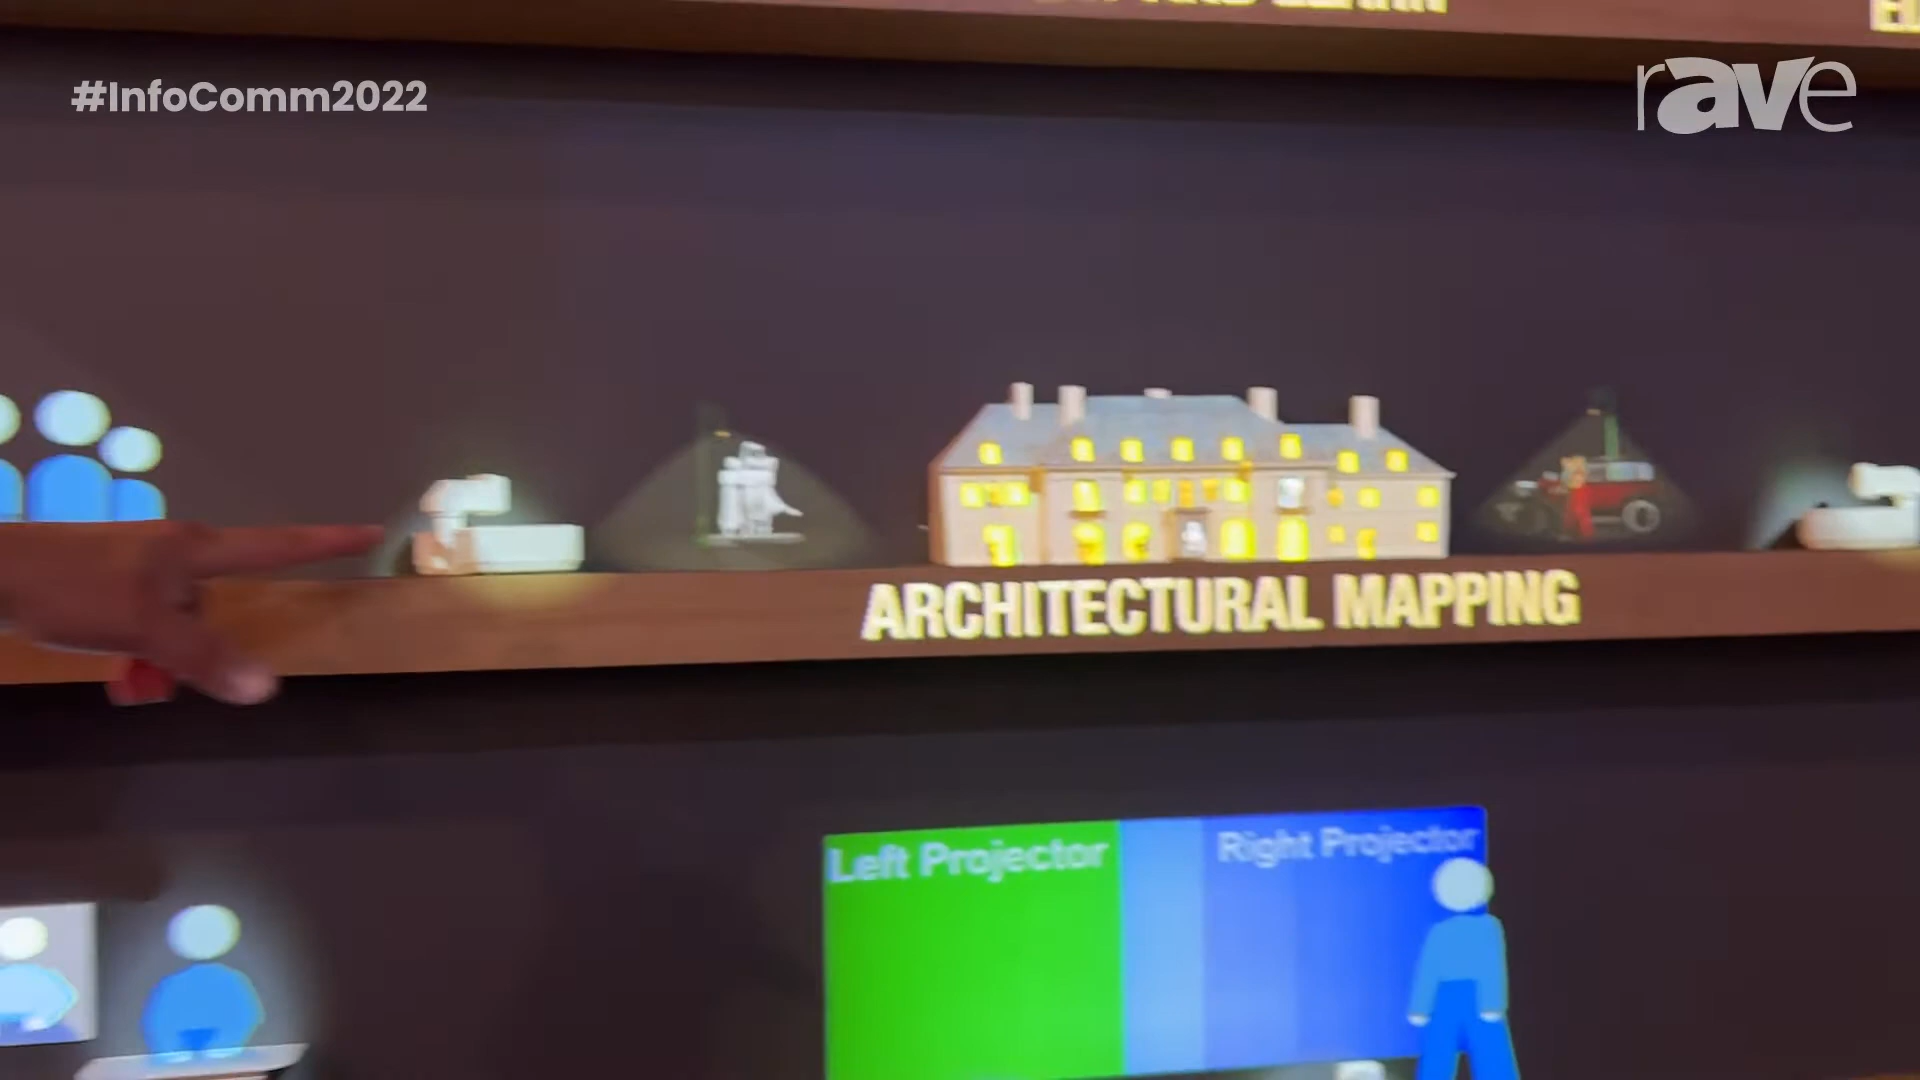 #InfoComm2022
rAVe
ARCHITECTURAL MAPPING
Left Projector
Right Projector